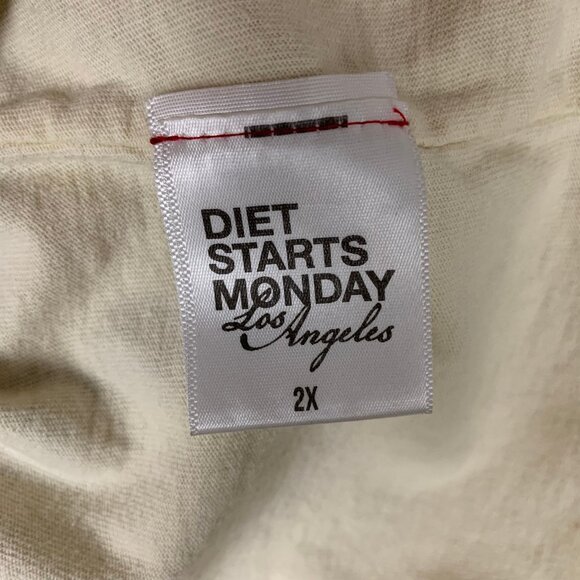 DIET
STARTS
MONDAY
Los Angeles
2X